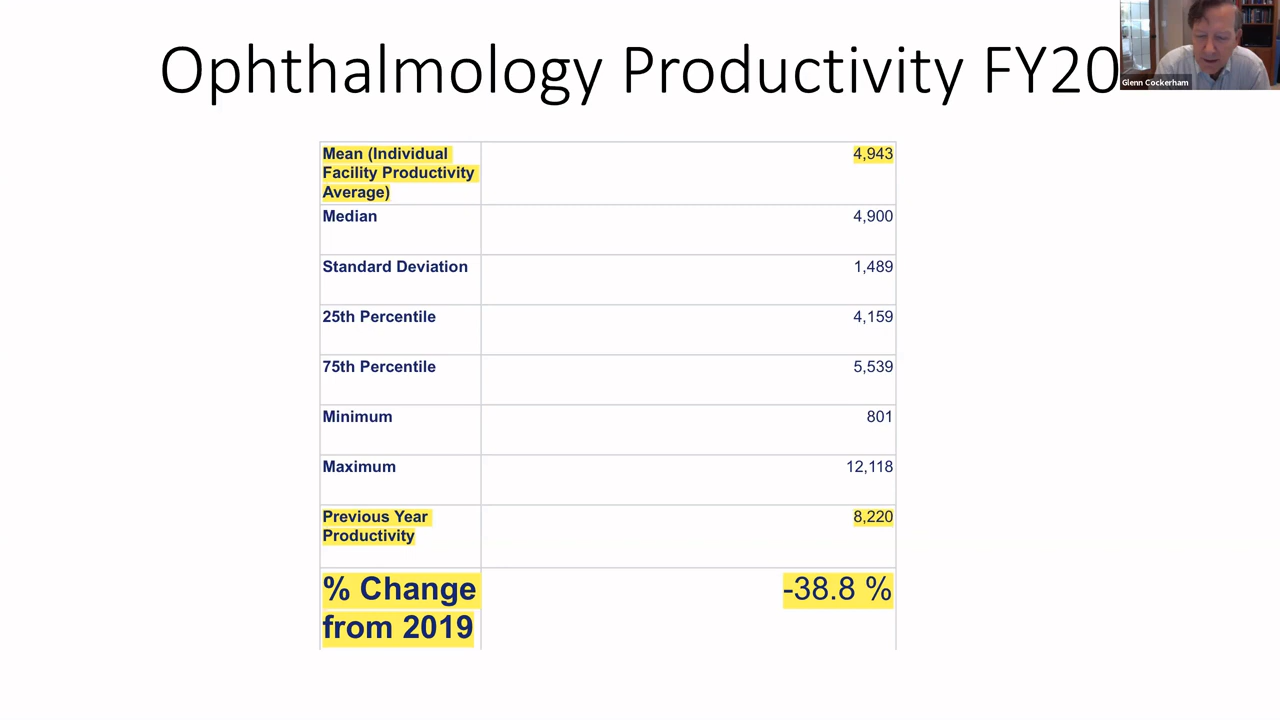 Ophthalmology Productivity FY20
Glenn Cockerham
Mean (Individual
Facility Productivity
Average)
4,943
Median
4,900
Standard Deviation
1,489
25th Percentile
4,159
75th Percentile
5,539
Minimum
801
Maximum
12,118
Previous Year
Productivity
8,220
% Change
from 2019
-38.8 %